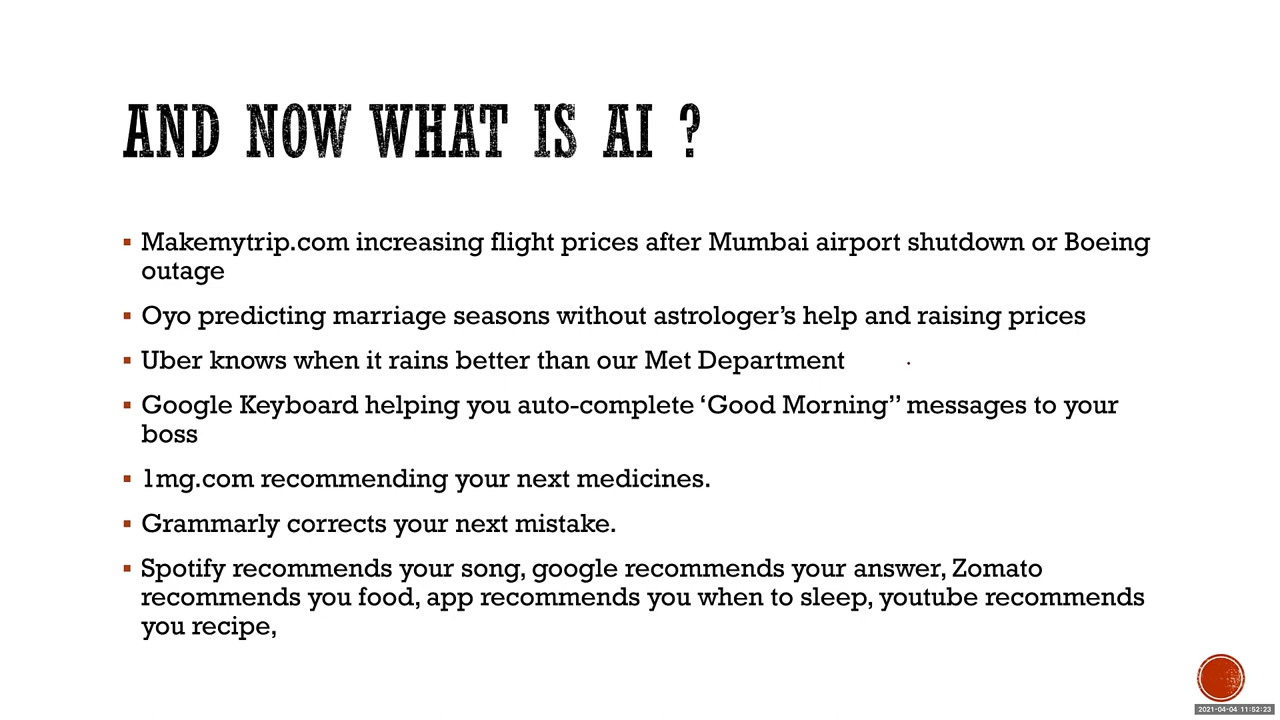 AND NOW WHAT IS AI ?
Makemytrip.com increasing flight prices after Mumbai airport shutdown or Boeing
outage
Oyo predicting marriage seasons without astrologer’s help and raising prices
Uber knows when it rains better than our Met Department
Google Keyboard helping you auto-complete ‘Good Morning” messages to your
boss
1mg.com recommending your next medicines.
Grammarly corrects your next mistake.
Spotify recommends your song, google recommends your answer, Zomato
recommends you food, app recommends you when to sleep, youtube recommends
you recipe,
2021-04-04 11:52:23